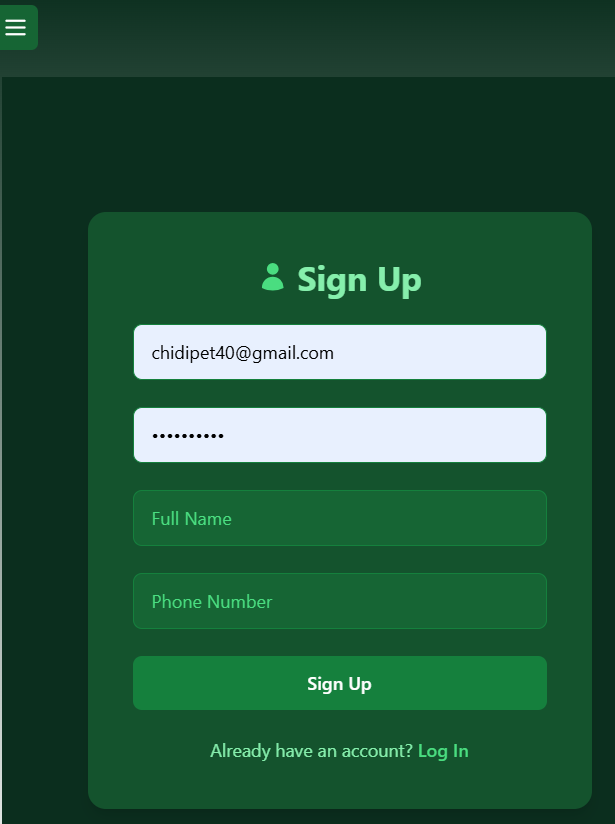 Sign Up
chidipet40@gmail.com
••••••••••
Full Name
Phone Number
Sign Up
Already have an account? Log In